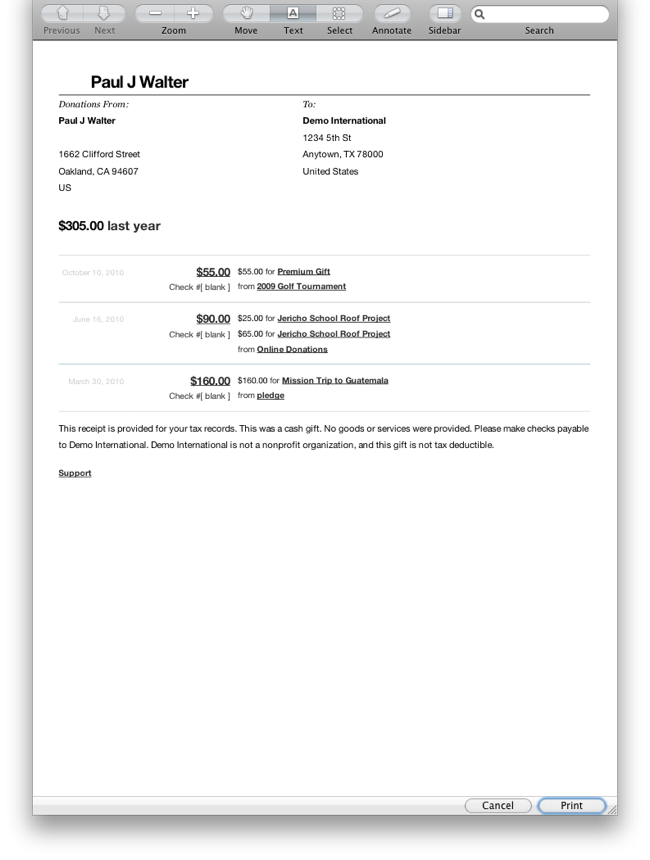 Previous Next Zoom Move Text Select Annotate Sidebar Search
Paul J Walter
Donations From: To:
Paul J Walter Demo International
1234 5th St
1662 Clifford Street Anytown, TX 78000
Oakland, CA 94607 United States
US
$305.00 last year
October 10, 2010 $55.00 $55.00 for Premium Gift
Check #[ blank ] from 2009 Golf Tournament
June 16, 2010 $90.00 $25.00 for Jericho School Roof Project
Check #[ blank ] $65.00 for Jericho School Roof Project
from Online Donations
March 30, 2010 $160.00 $160.00 for Mission Trip to Guatemala
Check #[ blank ] from pledge
This receipt is provided for your tax records. This was a cash gift. No goods or services were provided. Please make checks payable
to Demo International. Demo International is not a nonprofit organization, and this gift is not tax deductible.
Support
Cancel Print